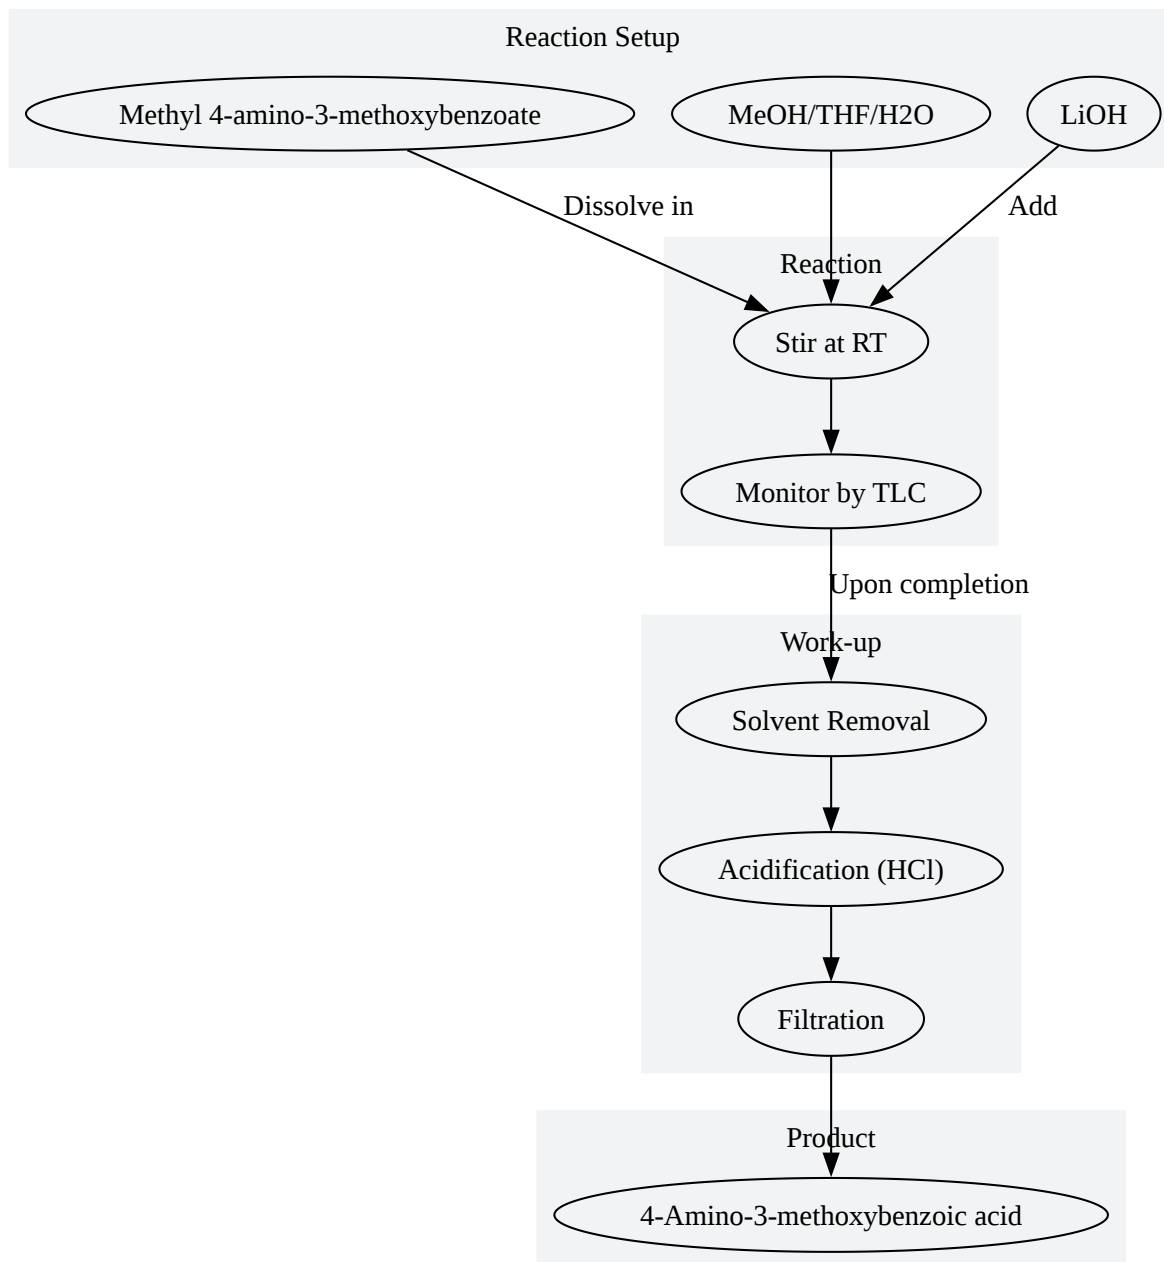 Reaction Setup
Methyl 4-amino-3-methoxybenzoate
MeOH/THF/H2O
LiOH
Dissolve in
Add
Reaction
Stir at RT
Monitor by TLC
Upon completion
Work-up
Solvent Removal
Acidification (HCl)
Filtration
Product
4-Amino-3-methoxybenzoic acid